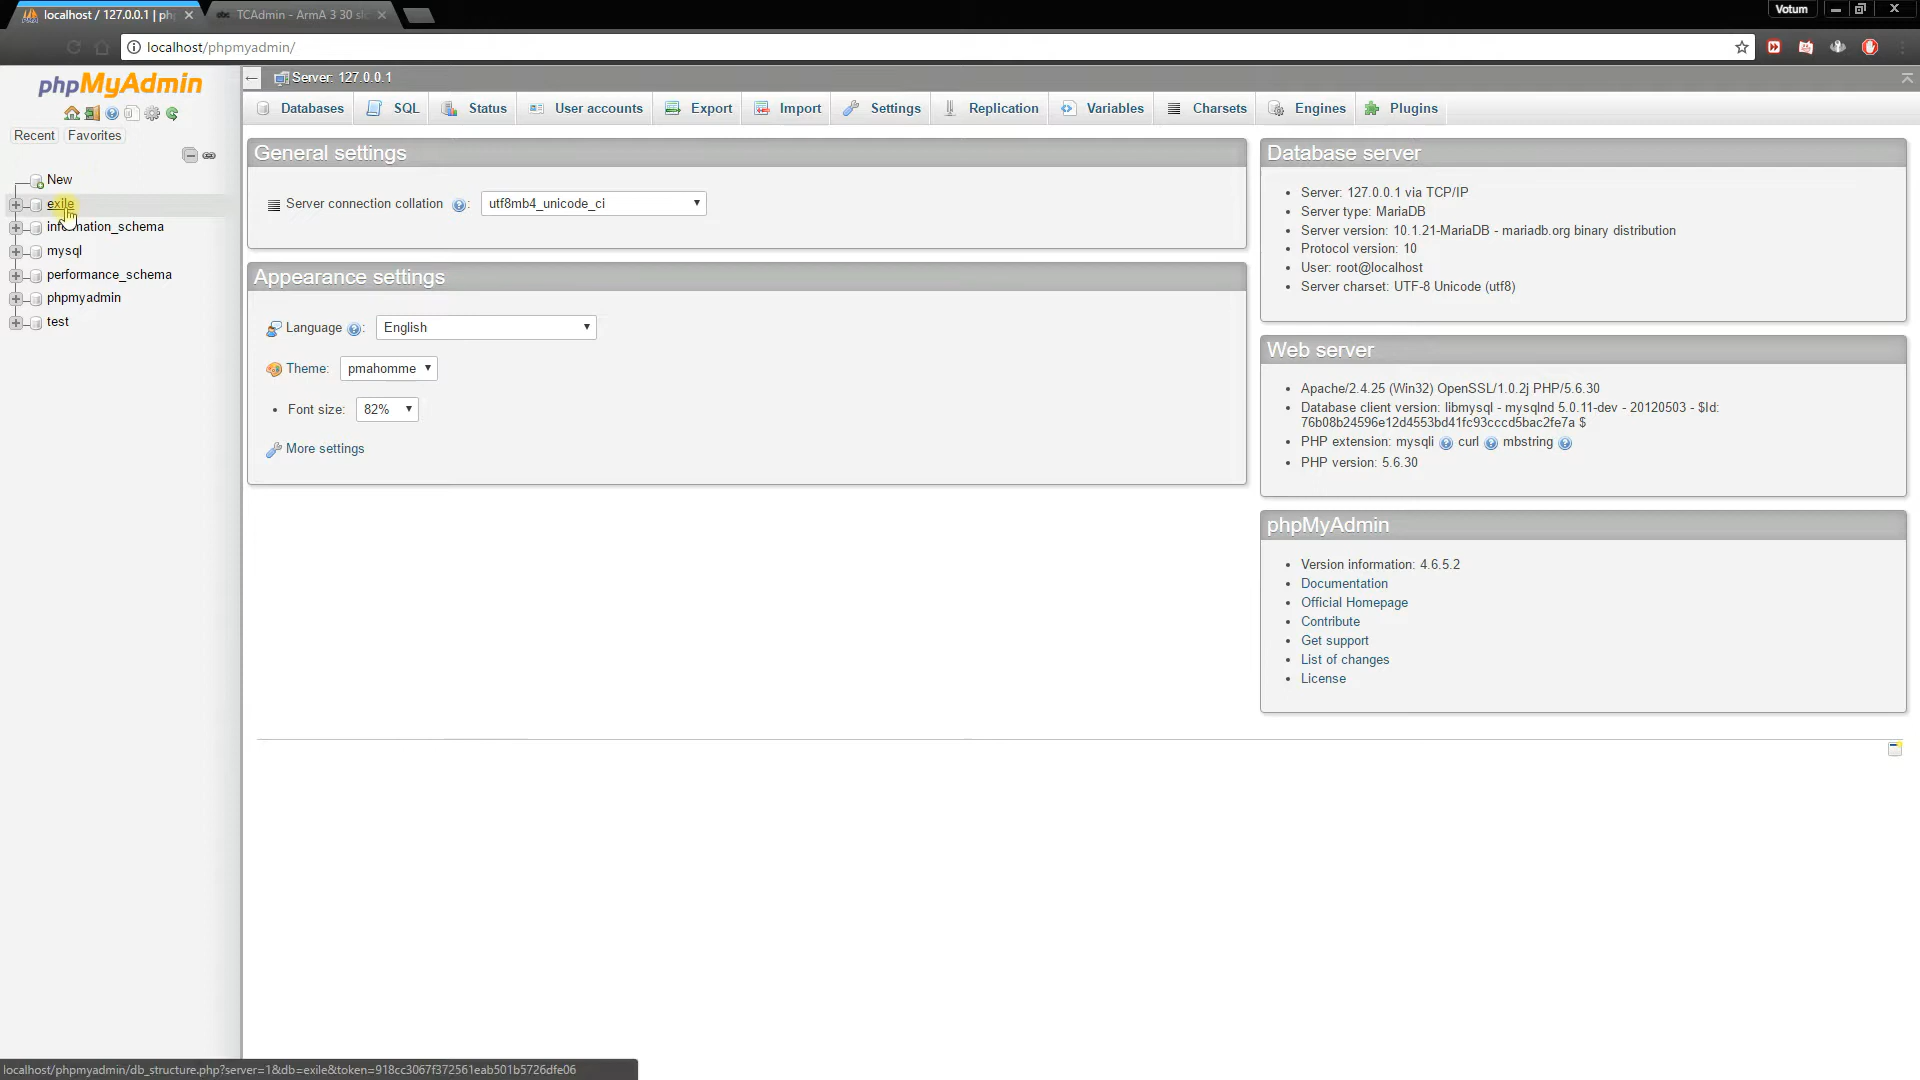 localhost / 127.0.0.1 | ph
TCAdmin - ArmA 3 30 slo
Votum
localhost/phpmyadmin/
phpMyAdmin
Recent Favorites
New
exile
information_schema
mysql
performance_schema
phpmyadmin
test
Server: 127.0.0.1
Databases SQL Status User accounts Export Import Settings Replication Variables Charsets Engines Plugins
General settings
Server connection collation : utf8mb4_unicode_ci
Appearance settings
Language : English
Theme: pmahomme
Font size: 82%
More settings
Database server
Server: 127.0.0.1 via TCP/IP
Server type: MariaDB
Server version: 10.1.21-MariaDB - mariadb.org binary distribution
Protocol version: 10
User: root@localhost
Server charset: UTF-8 Unicode (utf8)
Web server
Apache/2.4.25 (Win32) OpenSSL/1.0.2j PHP/5.6.30
Database client version: libmysql - mysqlnd 5.0.11-dev - 20120503 - $Id:
76b08b24596e12d4553bd41fc93cccd5bac2fe7a $
PHP extension: mysqli curl mbstring
PHP version: 5.6.30
phpMyAdmin
Version information: 4.6.5.2
Documentation
Official Homepage
Contribute
Get support
List of changes
License
localhost/phpmyadmin/db_structure.php?server=1&db=exile&token=918cc3067f372561eab501b5726dfe06